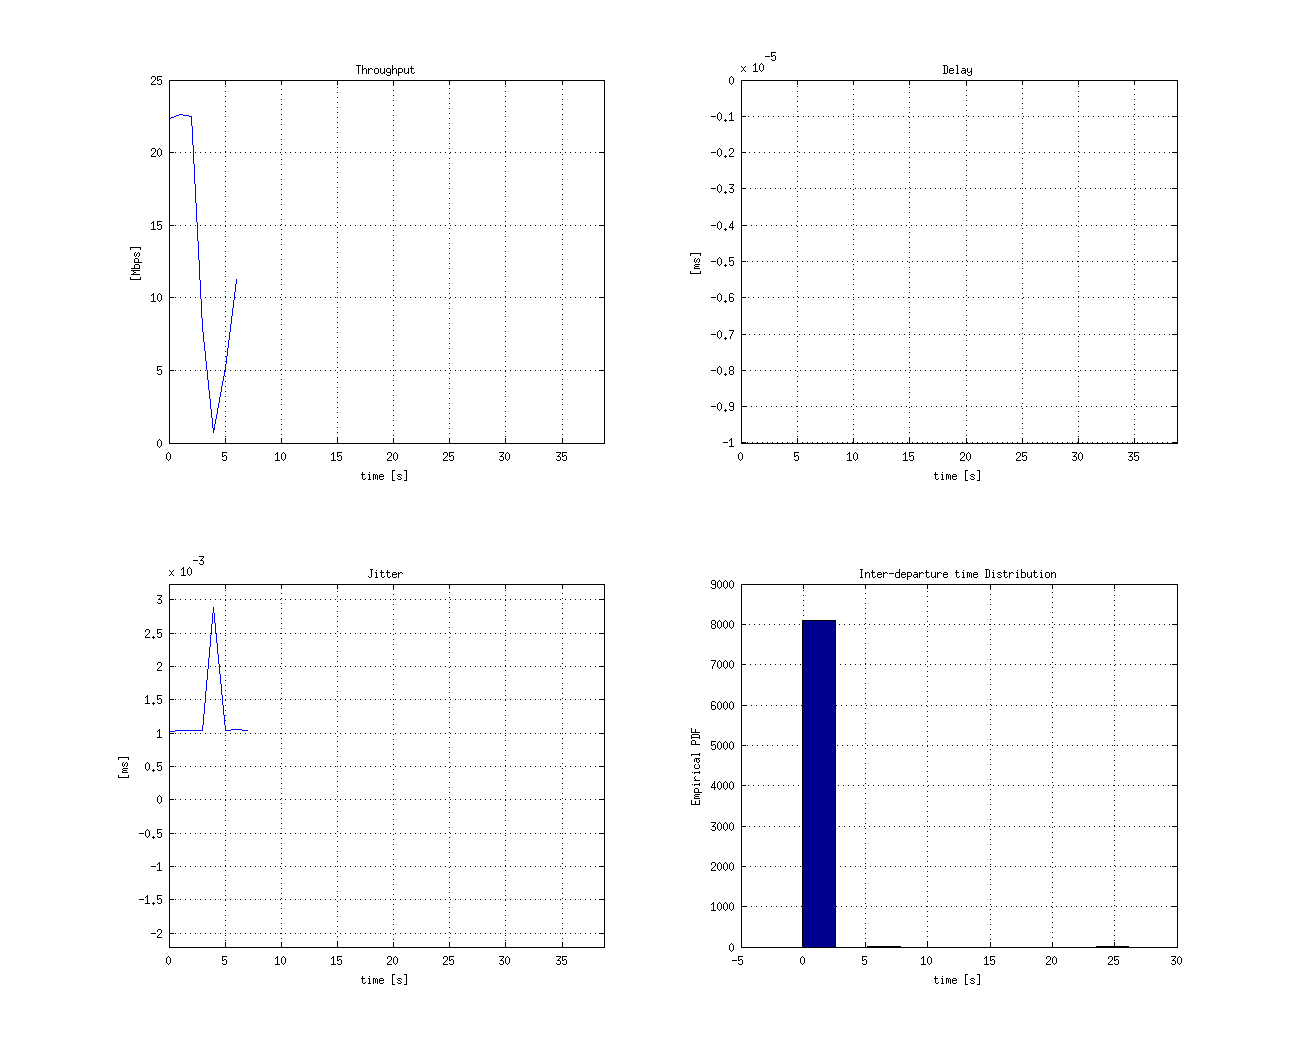 Throughput
25
20
15
10
5
0
[Mbps]
0 5 10 15 20 25 30 35
time [s]
x 10^-5
Delay
0
-0.1
-0.2
-0.3
-0.4
-0.5
-0.6
-0.7
-0.8
-0.9
-1
[ms]
0 5 10 15 20 25 30 35
time [s]
x 10^-3
Jitter
3
2.5
2
1.5
1
0.5
0
-0.5
-1
-1.5
-2
[ms]
0 5 10 15 20 25 30 35
time [s]
Inter-departure time Distribution
9000
8000
7000
6000
5000
4000
3000
2000
1000
0
Empirical PDF
-5 0 5 10 15 20 25 30
time [s]